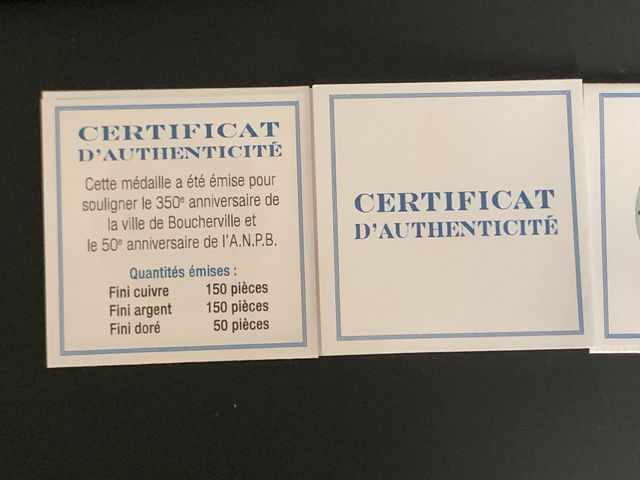 CERTIFICAT
D'AUTHENTICITÉ
Cette médaille a été émise pour
souligner le 350e anniversaire de
la ville de Boucherville et
le 50e anniversaire de l'A.N.P.B.
Quantités émises :
Fini cuivre 150 pièces
Fini argent 150 pièces
Fini doré 50 pièces
CERTIFICAT
D'AUTHENTICITÉ